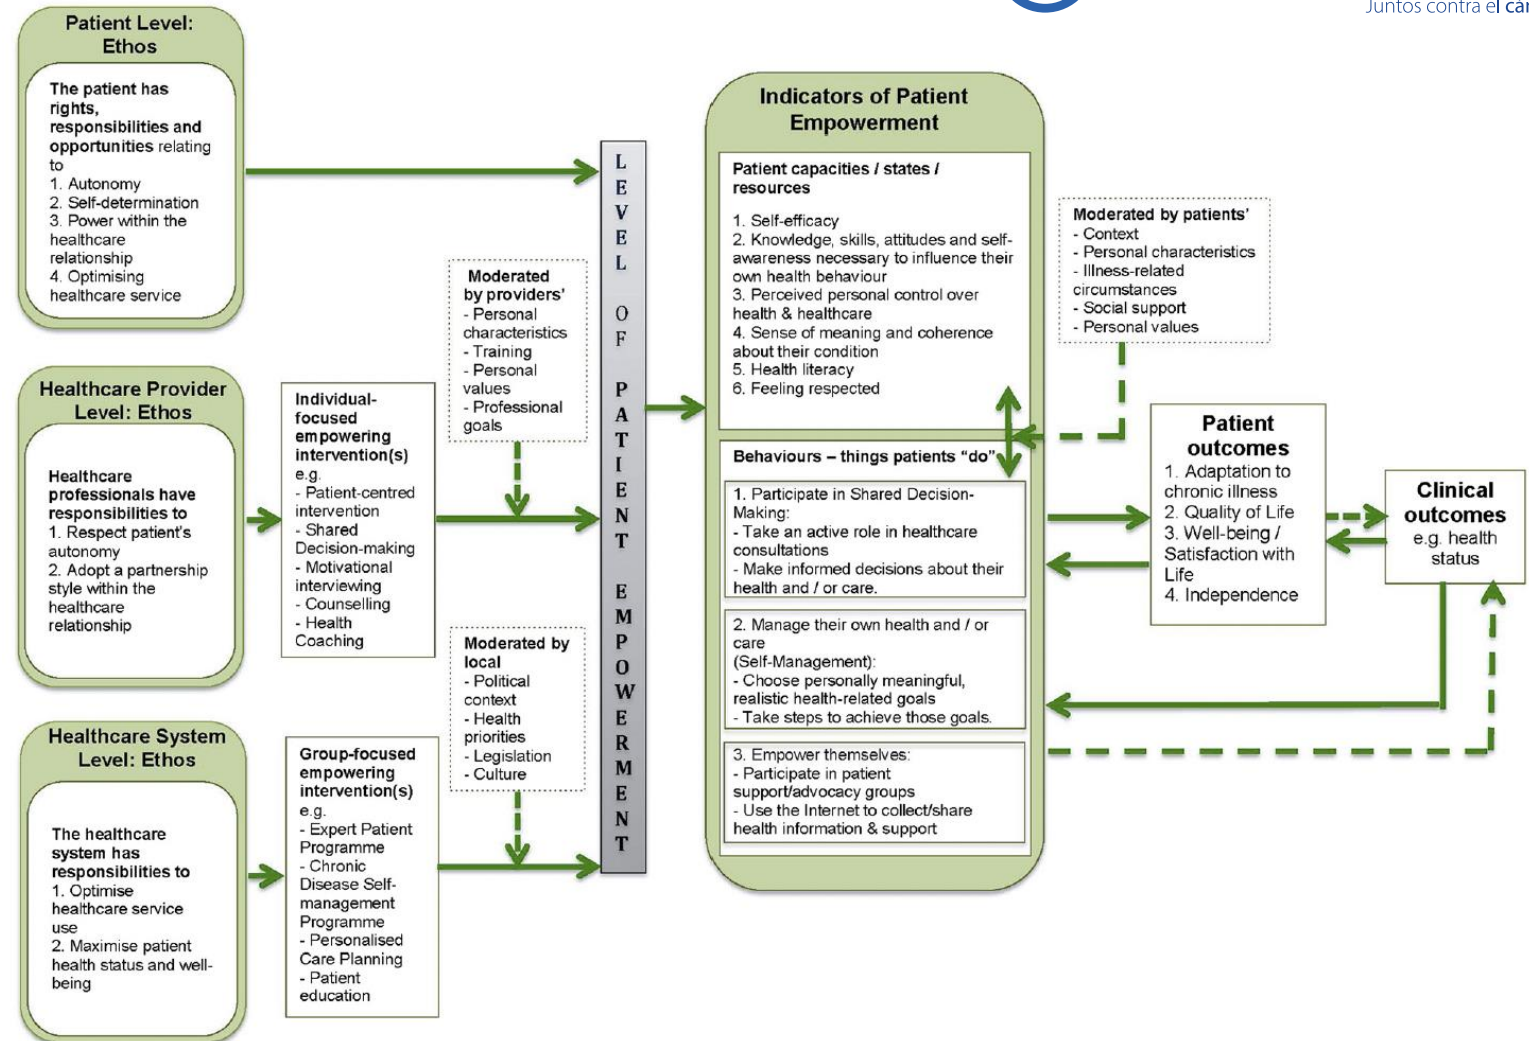 Juntos contra el cán
Patient Level:
Ethos
The patient has
rights,
responsibilities and
opportunities relating
to
1. Autonomy
2. Self-determination
3. Power within the
healthcare
relationship
4. Optimising
healthcare service
Healthcare Provider
Level: Ethos
Healthcare
professionals have
responsibilities to
1. Respect patient's
autonomy
2. Adopt a partnership
style within the
healthcare
relationship
Healthcare System
Level: Ethos
The healthcare
system has
responsibilities to
1. Optimise
healthcare service
use
2. Maximise patient
health status and well-
being
Individual-
focused
empowering
intervention(s)
e.g.
- Patient-centred
intervention
- Shared
Decision-making
- Motivational
interviewing
- Counselling
- Health
Coaching
Group-focused
empowering
intervention(s)
e.g.
- Expert Patient
Programme
- Chronic
Disease Self-
management
Programme
- Personalised
Care Planning
- Patient
education
Moderated
by providers'
- Personal
characteristics
- Training
- Personal
values
- Professional
goals
Moderated by
local
- Political
context
- Health
priorities
- Legislation
- Culture
LEVEL OF PATIENT EMPOWERMENT
Indicators of Patient
Empowerment
Patient capacities / states /
resources
1. Self-efficacy
2. Knowledge, skills, attitudes and self-
awareness necessary to influence their
own health behaviour
3. Perceived personal control over
health & healthcare
4. Sense of meaning and coherence
about their condition
5. Health literacy
6. Feeling respected
Behaviours – things patients “do”
1. Participate in Shared Decision-
Making:
- Take an active role in healthcare
consultations
- Make informed decisions about their
health and / or care.
2. Manage their own health and / or
care
(Self-Management):
- Choose personally meaningful,
realistic health-related goals
- Take steps to achieve those goals.
3. Empower themselves:
- Participate in patient
support/advocacy groups
- Use the Internet to collect/share
health information & support
Moderated by patients'
- Context
- Personal characteristics
- Illness-related
circumstances
- Social support
- Personal values
Patient
outcomes
1. Adaptation to
chronic illness
2. Quality of Life
3. Well-being /
Satisfaction with
Life
4. Independence
Clinical
outcomes
e.g. health
status